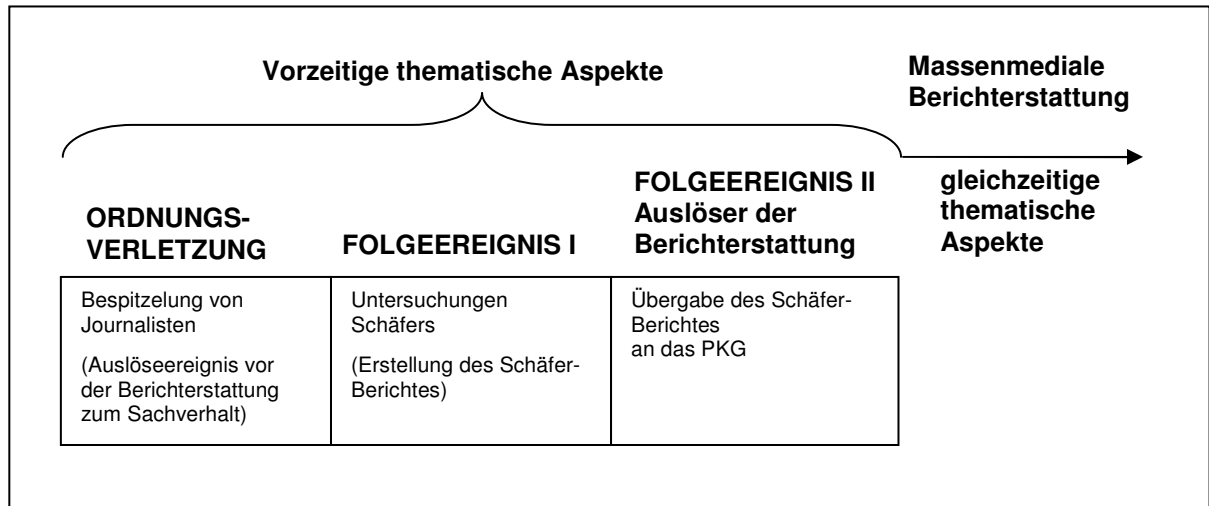 Vorzeitige thematische Aspekte
Massenmediale
Berichterstattung
ORDNUNGS-
VERLETZUNG
FOLGEEREIGNIS I
FOLGEEREIGNIS II
Auslöser der
Berichterstattung
gleichzeitige
thematische
Aspekte
Bespitzelung von
Journalisten
(Auslöseereignis vor
der Berichterstattung
zum Sachverhalt)
Untersuchungen
Schäfers
(Erstellung des Schäfer-
Berichtes)
Übergabe des Schäfer-
Berichtes
an das PKG